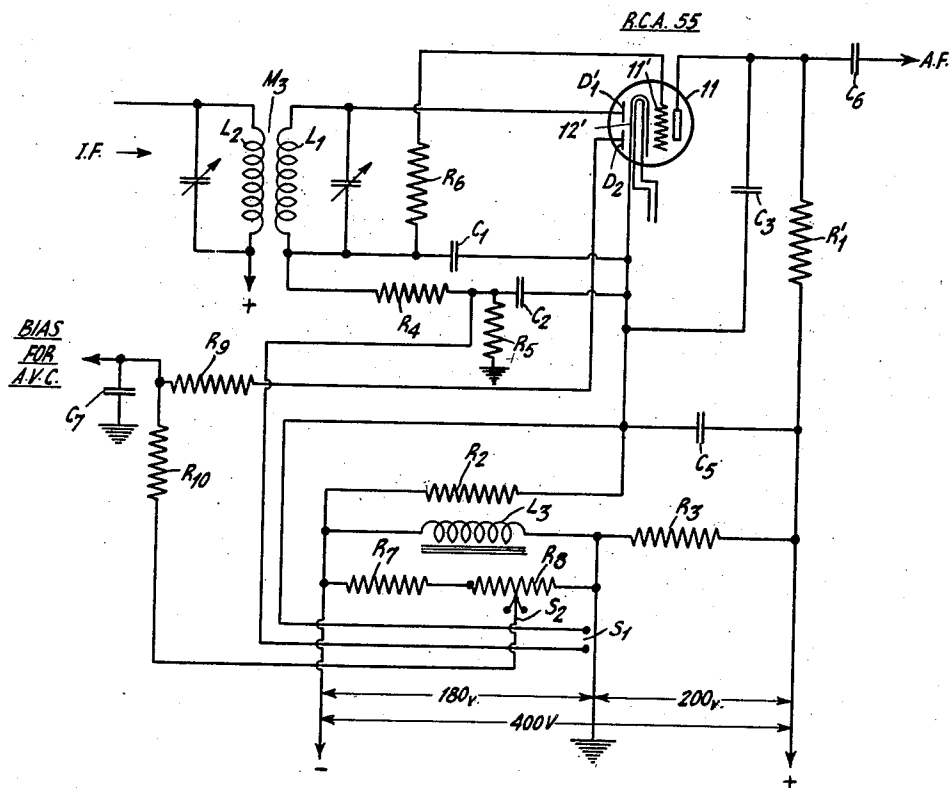 R.C.A. 55
M3
11'
11
A.F.
D'1
C6
12'
L2
L1
I.F. →
D2
R6
C3
R'1
C1
+
R4
C2
R5
BIAS
FOR
A.V.C.
R9
C7
R10
R2
C5
L3
R3
R7
R8
S2
S1
180v.
200v.
400V
-
+